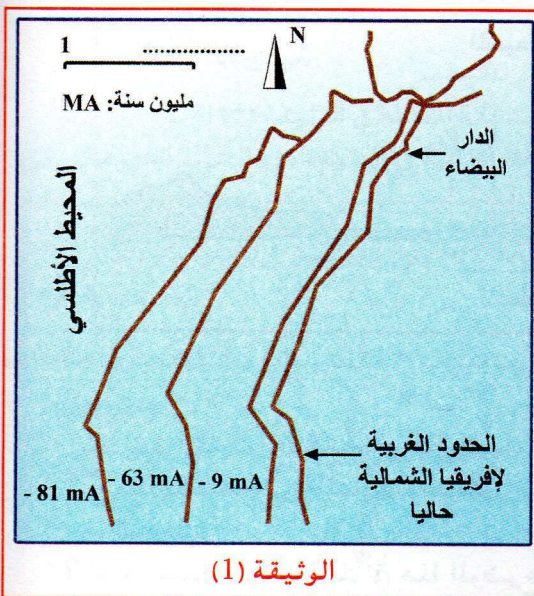 1 ..................
N
مليون سنة: MA
الدار
البيضاء
المحيط الأطلسي
الحدود الغربية
لإفريقيا الشمالية
حاليا
- 81 mA
- 63 mA
- 9 mA
الوثيقة (1)